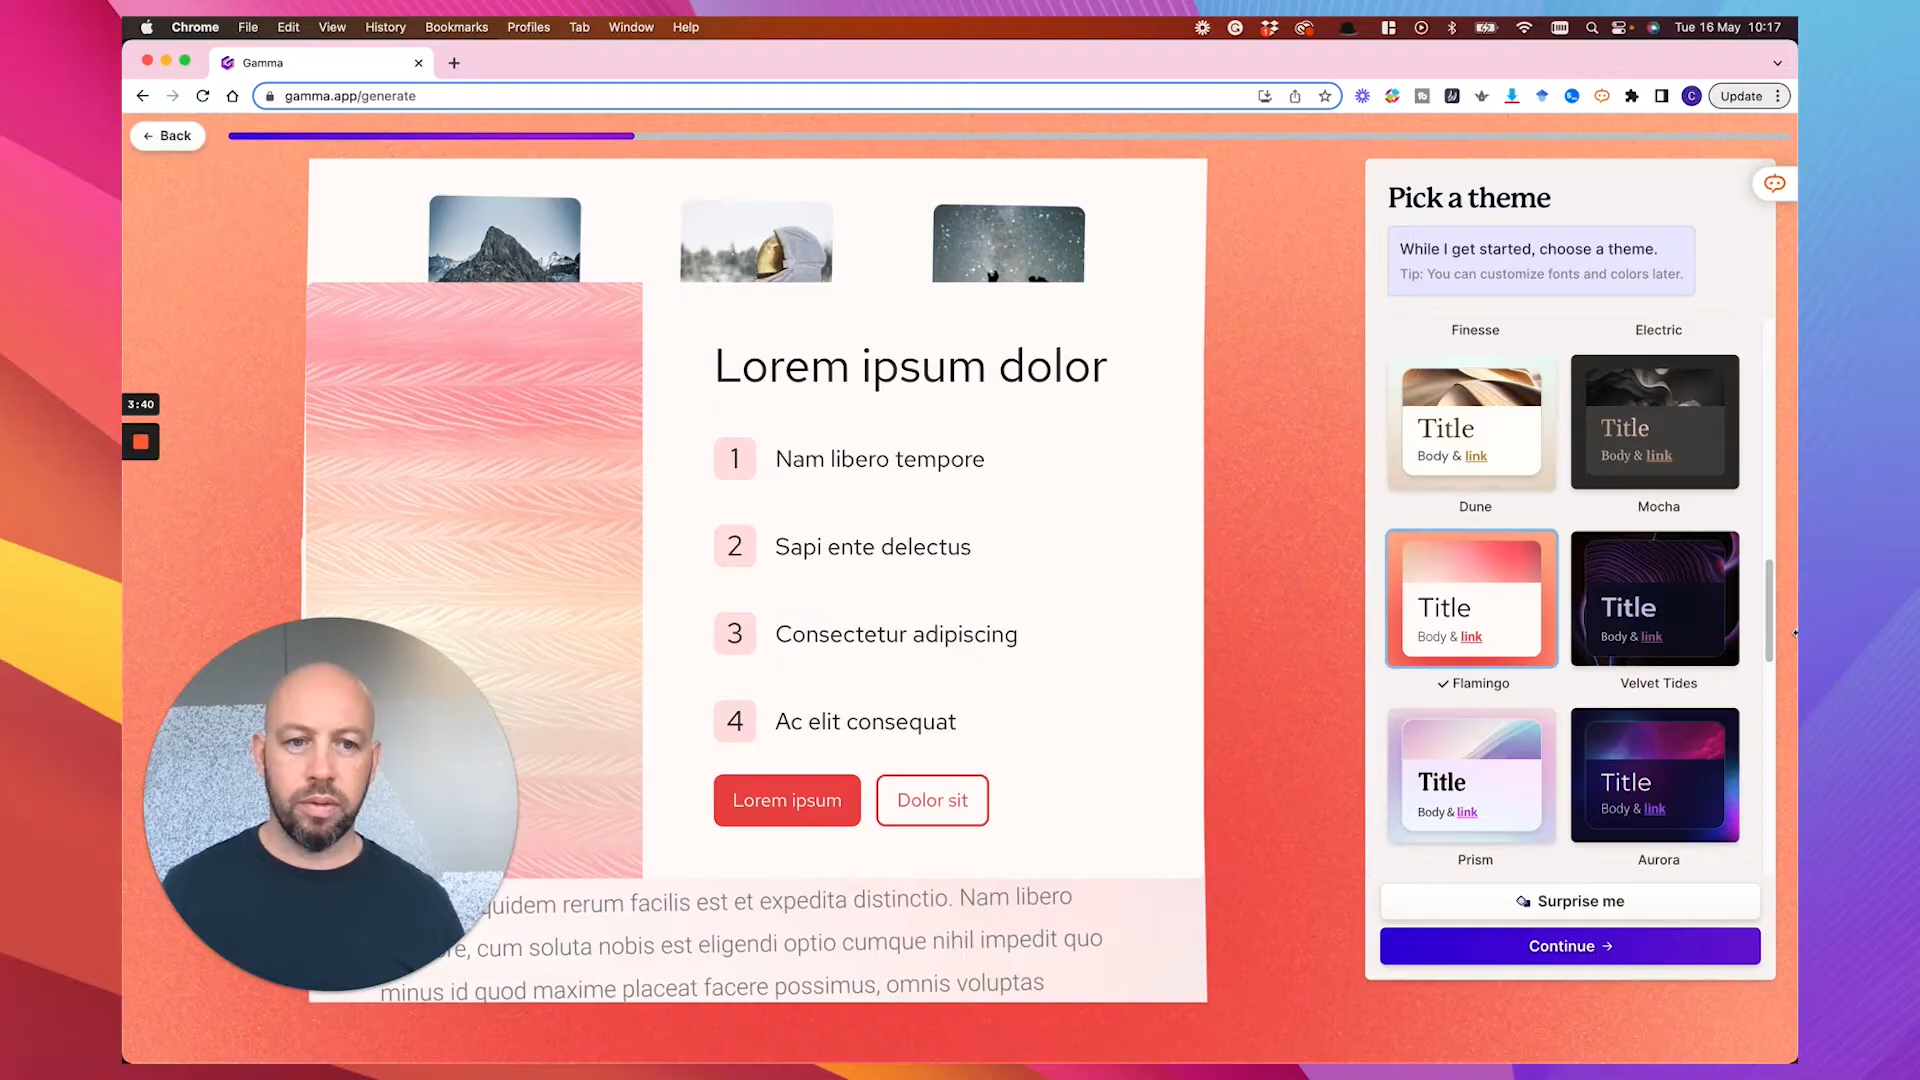 Chrome File Edit View History Bookmarks Profiles Tab Window Help Tue 16 May 10:17
Gamma
gamma.app/generate
C Update
← Back
Pick a theme
While I get started, choose a theme.
Tip: You can customize fonts and colors later.
3:40
Lorem ipsum dolor
1 Nam libero tempore
2 Sapi ente delectus
3 Consectetur adipiscing
4 Ac elit consequat
Lorem ipsum Dolor sit
quidem rerum facilis est et expedita distinctio. Nam libero
re, cum soluta nobis est eligendi optio cumque nihil impedit quo
minus id quod maxime placeat facere possimus, omnis voluptas
Finesse Electric
Title
Body & link
Title
Body & link
Dune Mocha
Title
Body & link
Title
Body & link
✓ Flamingo Velvet Tides
Title
Body & link
Title
Body & link
Prism Aurora
Surprise me
Continue →